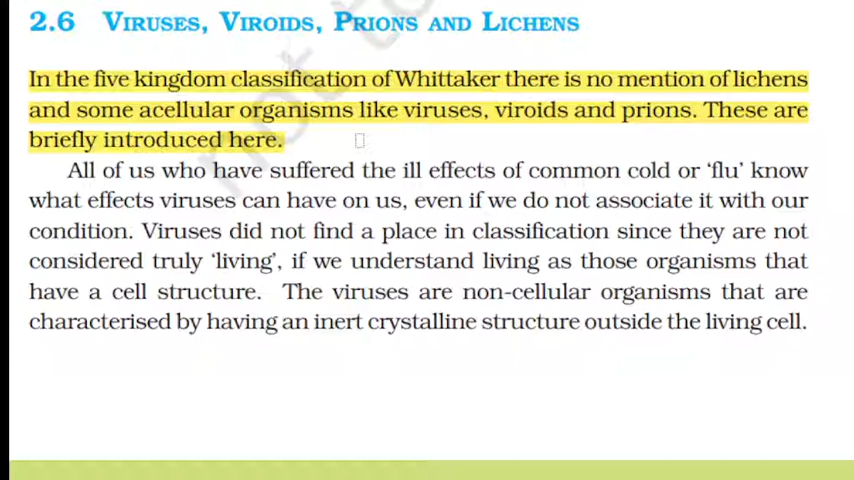 2.6 Viruses, Viroids, Prions and Lichens
In the five kingdom classification of Whittaker there is no mention of lichens
and some acellular organisms like viruses, viroids and prions. These are
briefly introduced here.
All of us who have suffered the ill effects of common cold or ‘flu’ know
what effects viruses can have on us, even if we do not associate it with our
condition. Viruses did not find a place in classification since they are not
considered truly ‘living’, if we understand living as those organisms that
have a cell structure. The viruses are non-cellular organisms that are
characterised by having an inert crystalline structure outside the living cell.
not to